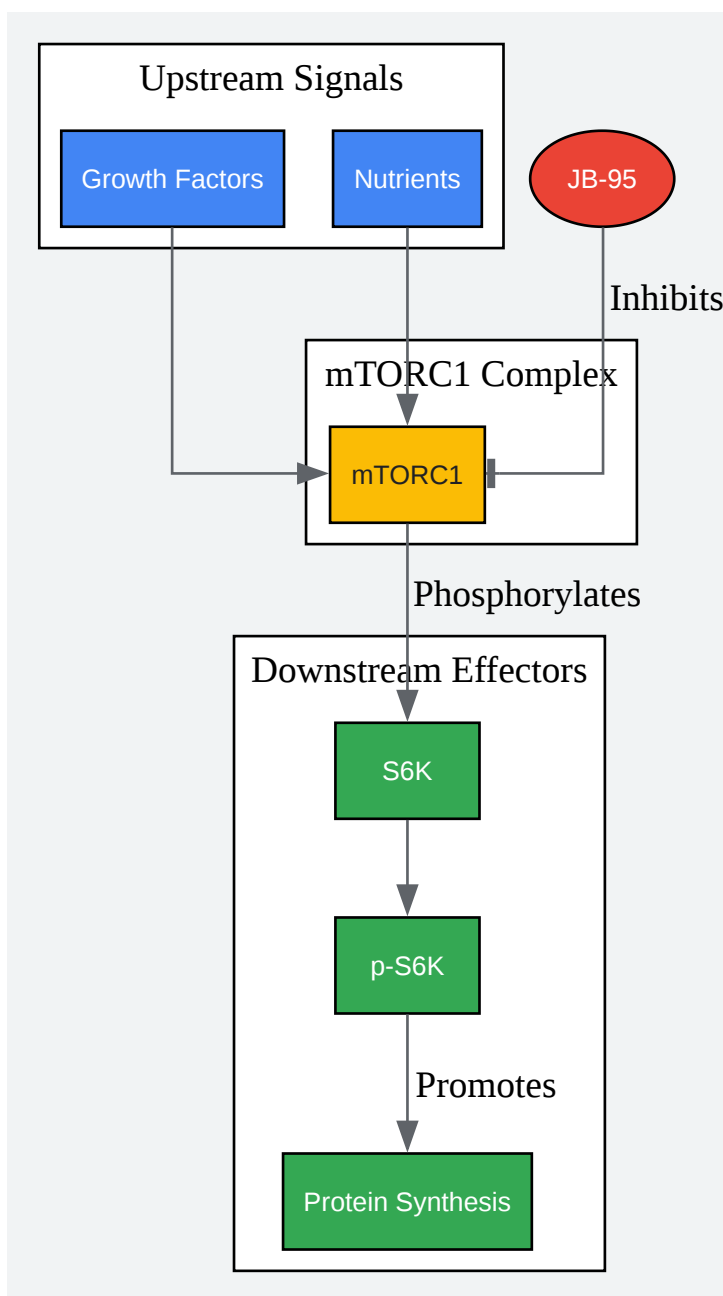 Upstream Signals
Growth Factors
Nutrients
JB-95
Inhibits
mTORC1 Complex
mTORC1
Phosphorylates
Downstream Effectors
S6K
p-S6K
Promotes
Protein Synthesis